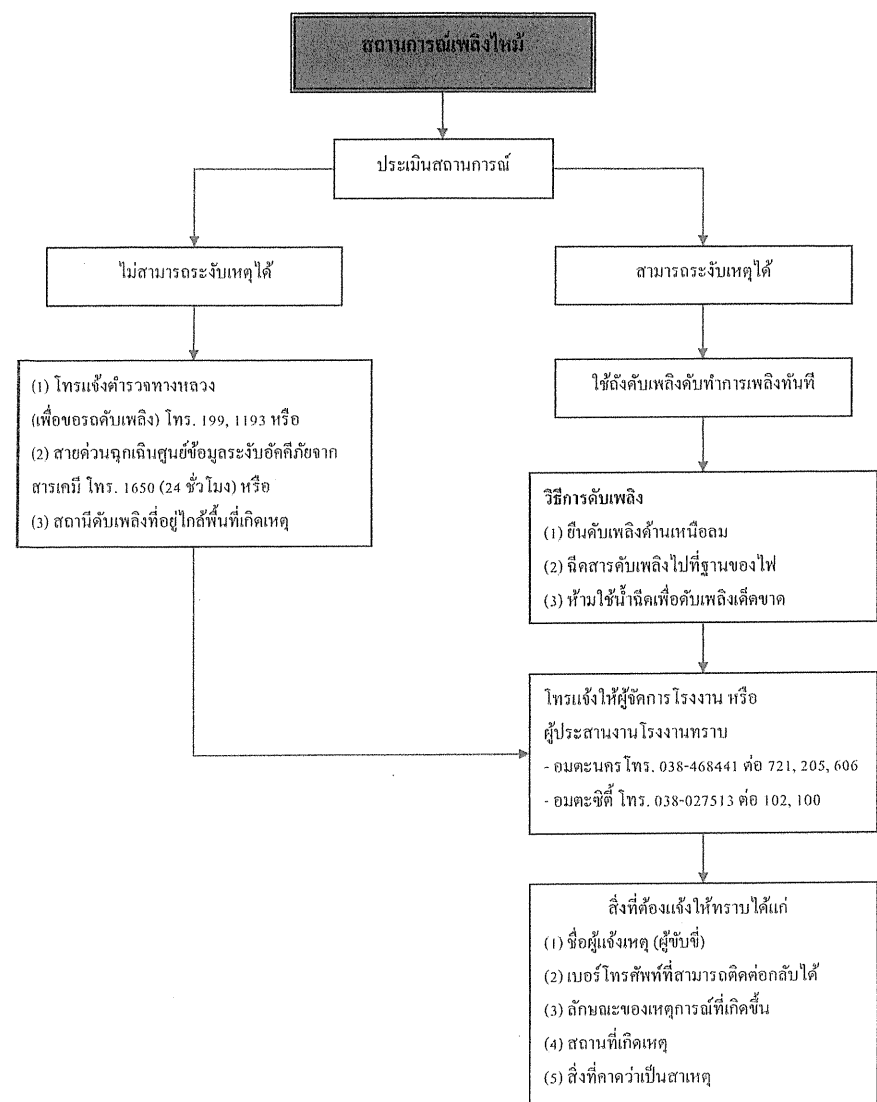 สถานการณ์เพลิงไหม้
ประเมินสถานการณ์
ไม่สามารถระงับเหตุได้
สามารถระงับเหตุได้
(1) โทรแจ้งตำรวจทางหลวง
(เพื่อขอรถดับเพลิง) โทร. 199, 1193 หรือ
(2) สายด่วนฉุกเฉินศูนย์ข้อมูลระงับอัคคีภัยจาก
สารเคมี โทร. 1650 (24 ชั่วโมง) หรือ
(3) สถานีดับเพลิงที่อยู่ใกล้พื้นที่เกิดเหตุ
ใช้ถังดับเพลิงดับทำการเพลิงทันที
วิธีการดับเพลิง
(1) ยืนดับเพลิงด้านเหนือลม
(2) ฉีดสารดับเพลิงไปที่ฐานของไฟ
(3) ห้ามใช้น้ำฉีดเพื่อดับเพลิงเด็ดขาด
โทรแจ้งให้ผู้จัดการโรงงาน หรือ
ผู้ประสานงานโรงงานทราบ
- อมตะนคร โทร. 038-468441 ต่อ 721, 205, 606
- อมตะซิตี้ โทร. 038-027513 ต่อ 102, 100
สิ่งที่ต้องแจ้งให้ทราบได้แก่
(1) ชื่อผู้แจ้งเหตุ (ผู้ขับขี่)
(2) เบอร์โทรศัพท์ที่สามารถติดต่อกลับได้
(3) ลักษณะของเหตุการณ์ที่เกิดขึ้น
(4) สถานที่เกิดเหตุ
(5) สิ่งที่คาดว่าเป็นสาเหตุ